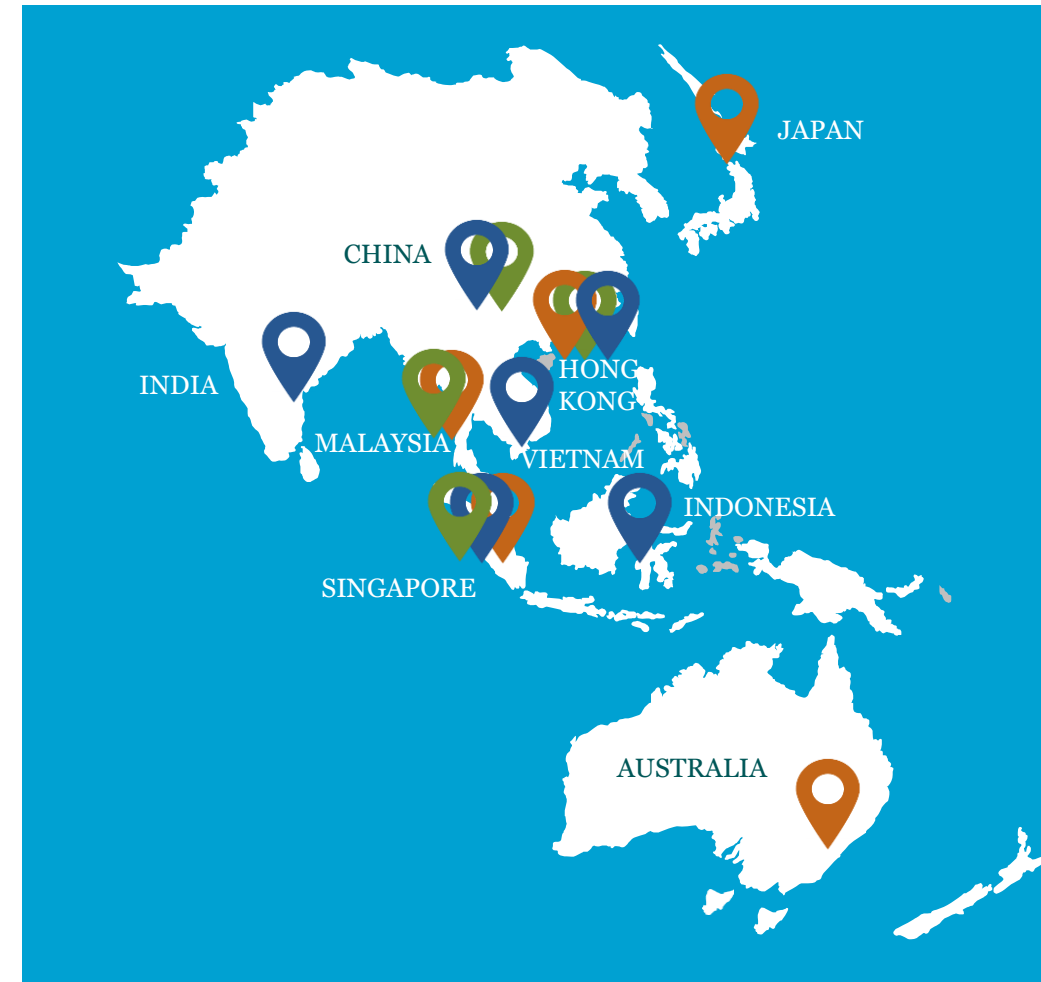 JAPAN
CHINA
HONG
KONG
INDIA
MALAYSIA
VIETNAM
INDONESIA
SINGAPORE
AUSTRALIA